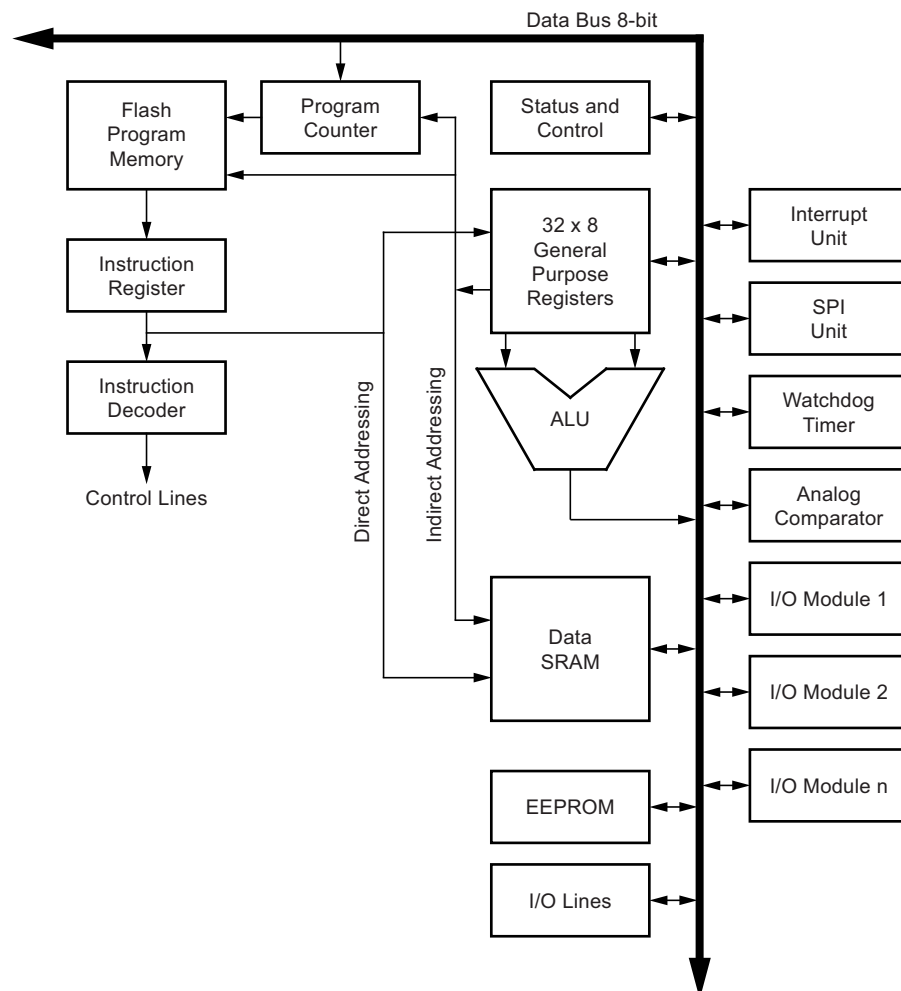 Data Bus 8-bit
Flash
Program
Memory
Program
Counter
Status and
Control
32 x 8
General
Purpose
Registers
Interrupt
Unit
Instruction
Register
SPI
Unit
Instruction
Decoder
ALU
Watchdog
Timer
Control Lines
Direct Addressing
Indirect Addressing
Analog
Comparator
I/O Module 1
Data
SRAM
I/O Module 2
I/O Module n
EEPROM
I/O Lines